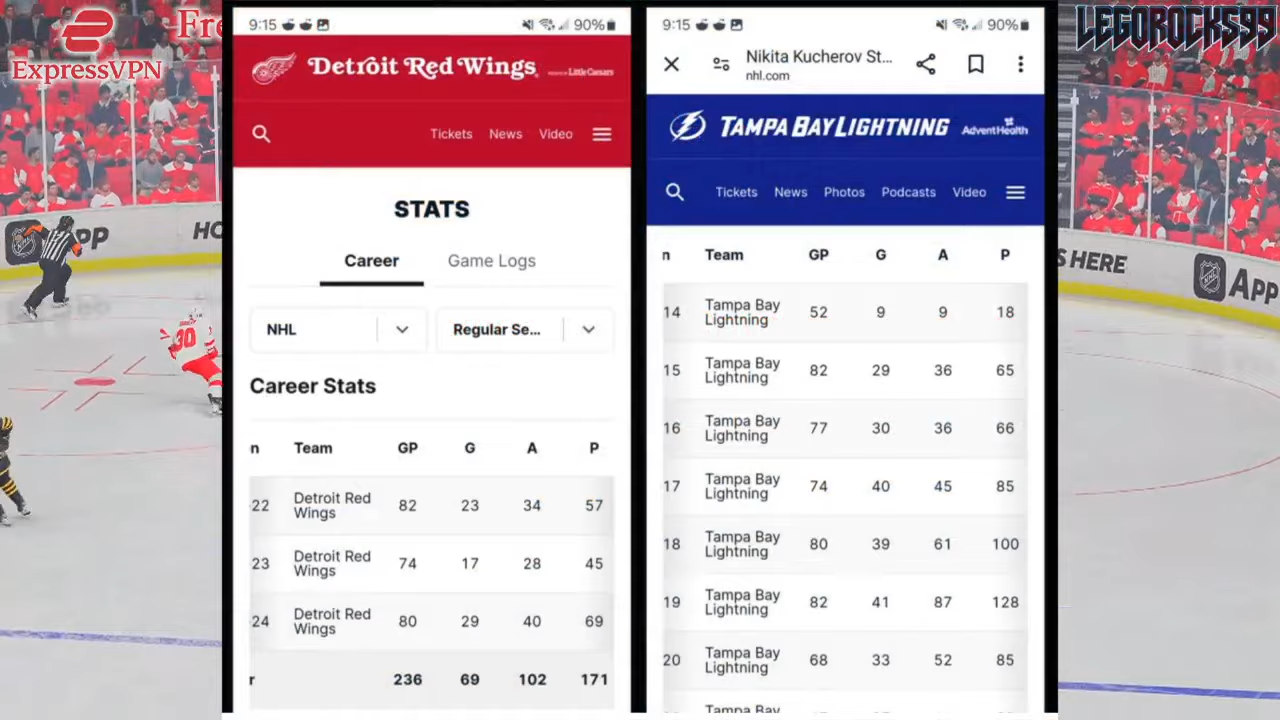 Fre
ExpressVPN
LEGOROCKS99
APP
HO
S HERE
APP
30
9:15
90%
Detroit Red Wings
Little Caesars
Tickets News Video
STATS
Career Game Logs
NHL Regular Se...
Career Stats
n Team GP G A P
22 Detroit Red Wings 82 23 34 57
23 Detroit Red Wings 74 17 28 45
24 Detroit Red Wings 80 29 40 69
r 236 69 102 171
9:15
90%
Nikita Kucherov St...
nhl.com
TAMPA BAY LIGHTNING AdventHealth
Tickets News Photos Podcasts Video
n Team GP G A P
14 Tampa Bay Lightning 52 9 9 18
15 Tampa Bay Lightning 82 29 36 65
16 Tampa Bay Lightning 77 30 36 66
17 Tampa Bay Lightning 74 40 45 85
18 Tampa Bay Lightning 80 39 61 100
19 Tampa Bay Lightning 82 41 87 128
20 Tampa Bay Lightning 68 33 52 85
Tampa Bay